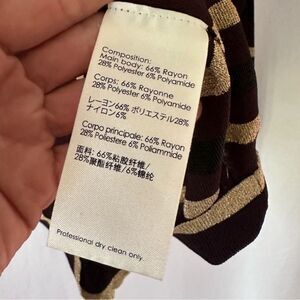 Composition:
Main body: 66% Rayon
28% Polyester 6% Polyamide
Corps: 66% Rayonne
28% Polyester 6% Polyamide
レーヨン66% ポリエステル28%
ナイロン6%
Corpo principale: 66% Rayon
28% Poliestere 6% Poliammide
面料: 66%粘胶纤维/
28%聚酯纤维/6%锦纶
Professional dry clean only.